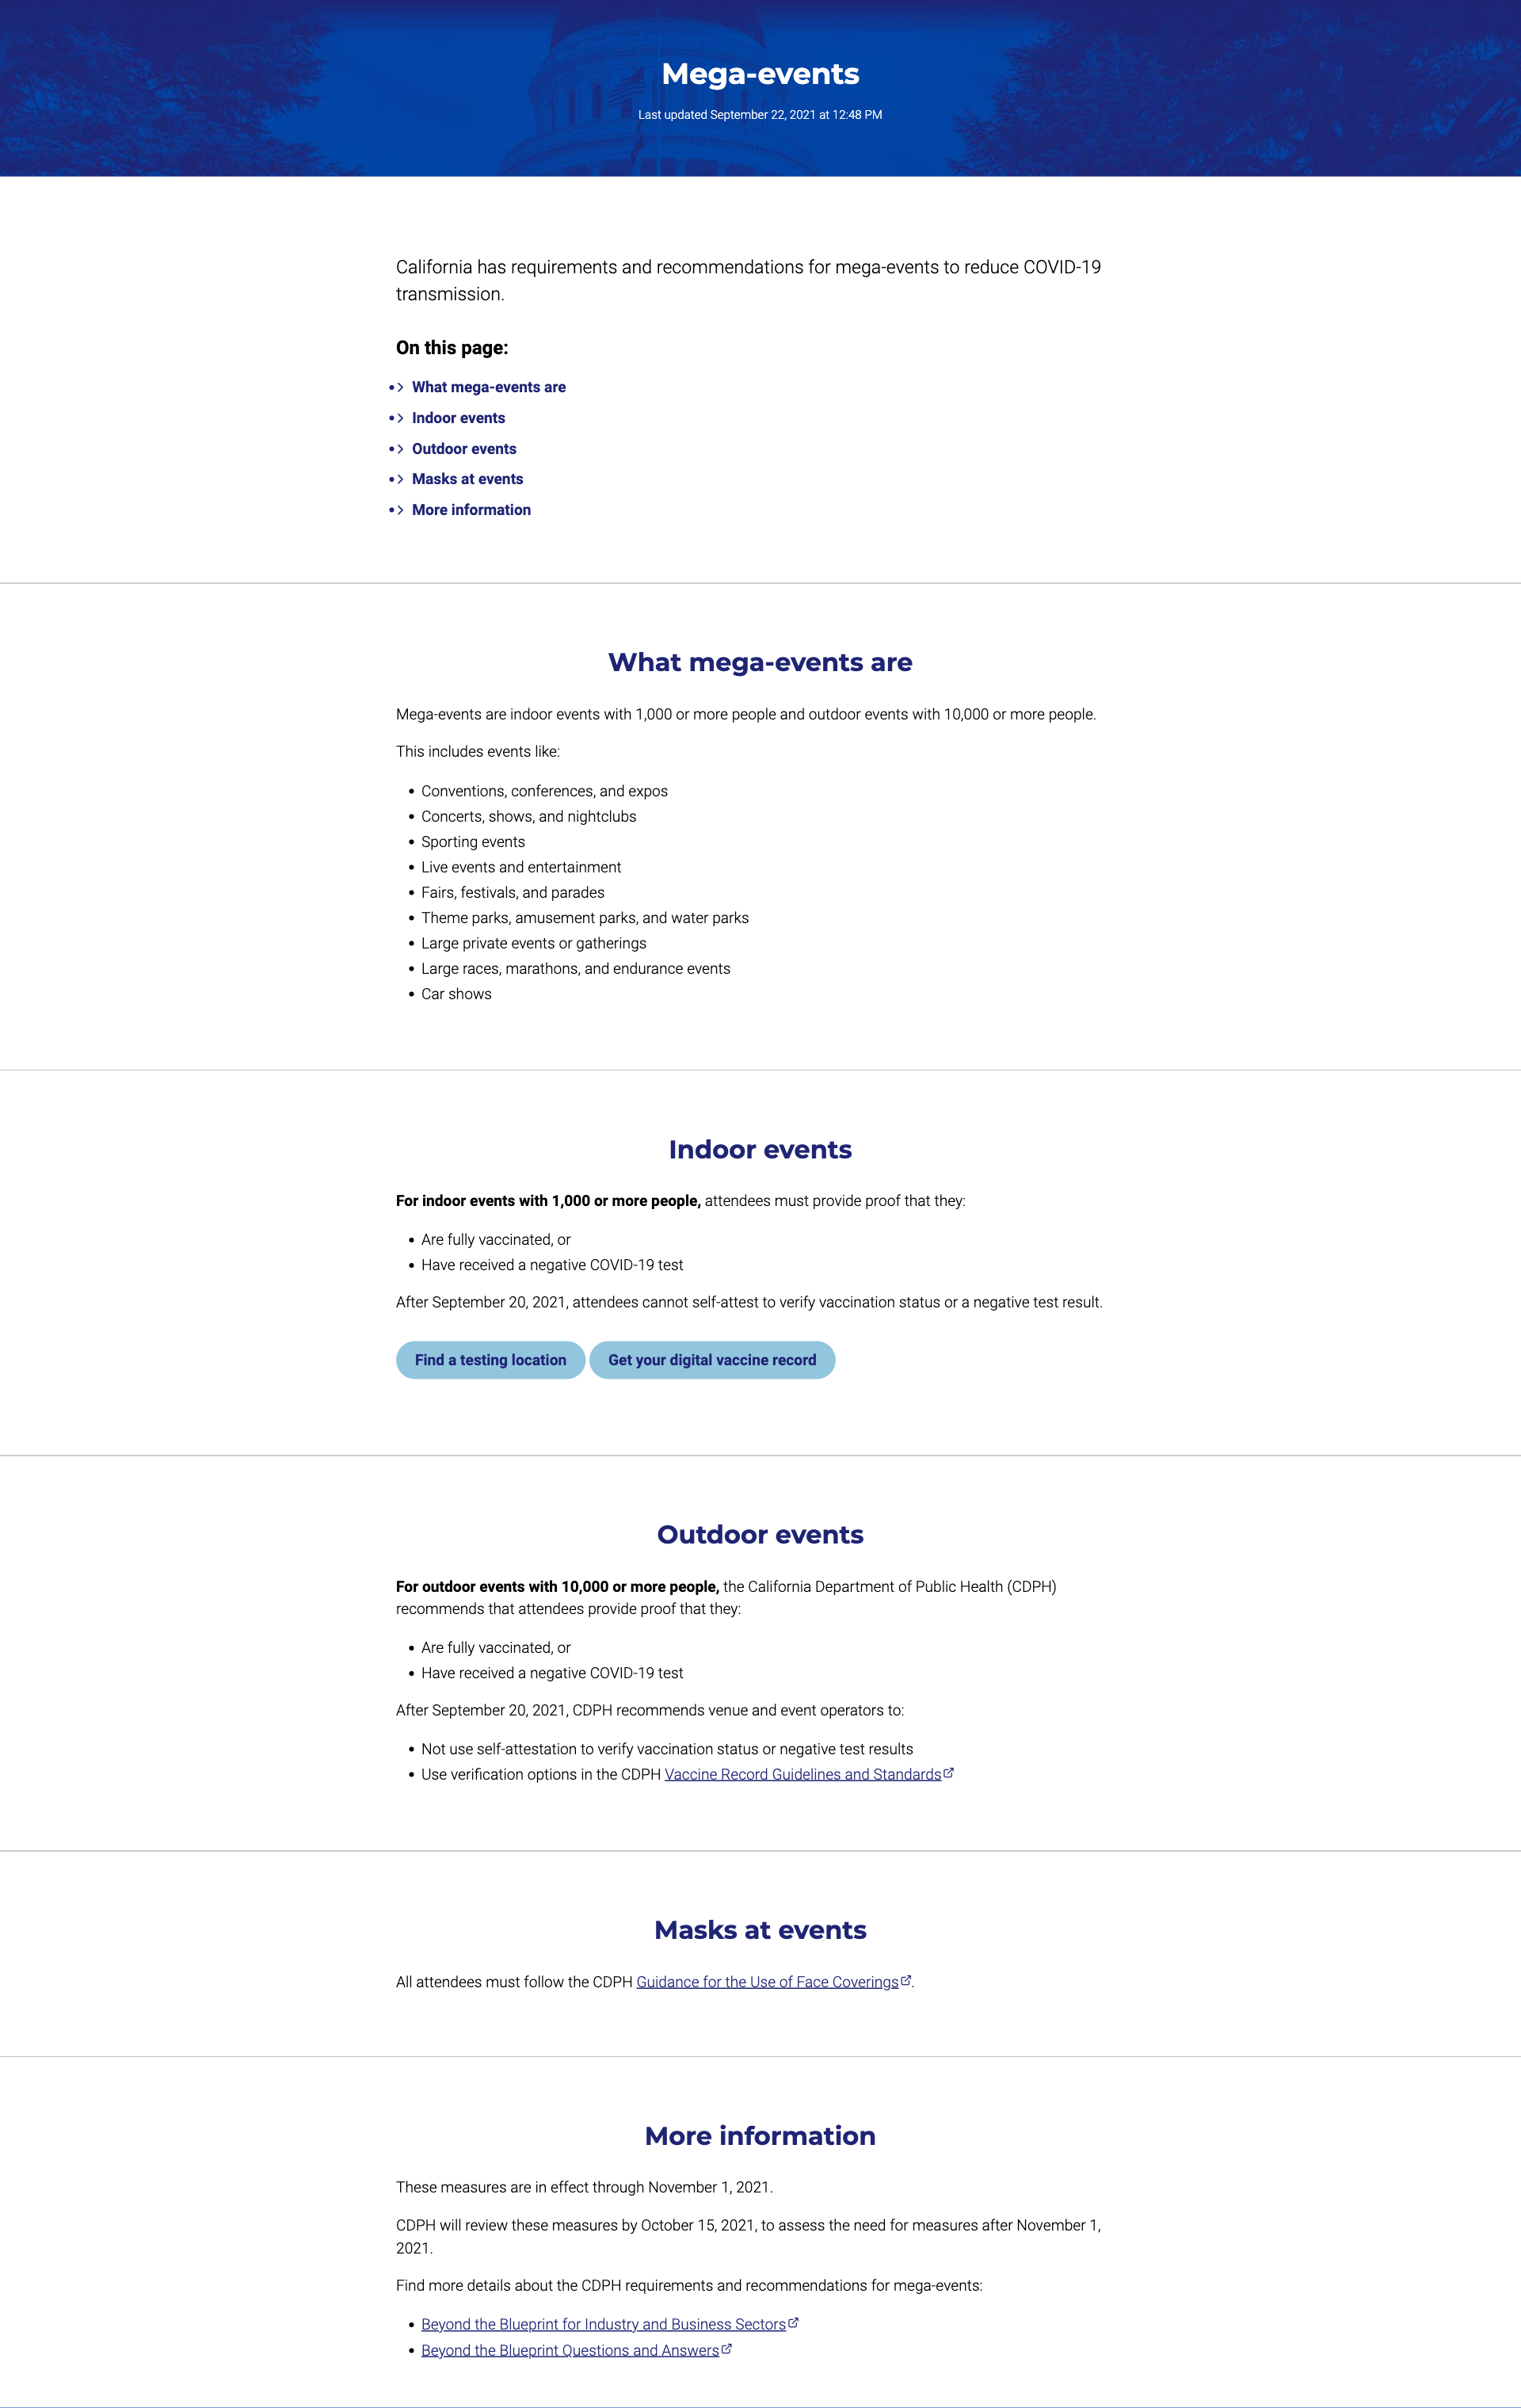 Mega-events
Last updated September 22, 2021 at 12:48 PM
California has requirements and recommendations for mega-events to reduce COVID-19
transmission.
On this page:
What mega-events are
Indoor events
Outdoor events
Masks at events
More information
What mega-events are
Mega-events are indoor events with 1,000 or more people and outdoor events with 10,000 or more people.
This includes events like:
• Conventions, conferences, and expos
• Concerts, shows, and nightclubs
• Sporting events
• Live events and entertainment
• Fairs, festivals, and parades
• Theme parks, amusement parks, and water parks
• Large private events or gatherings
• Large races, marathons, and endurance events
• Car shows
Indoor events
For indoor events with 1,000 or more people, attendees must provide proof that they:
• Are fully vaccinated, or
• Have received a negative COVID-19 test
After September 20, 2021, attendees cannot self-attest to verify vaccination status or a negative test result.
Find a testing location Get your digital vaccine record
Outdoor events
For outdoor events with 10,000 or more people, the California Department of Public Health (CDPH)
recommends that attendees provide proof that they:
• Are fully vaccinated, or
• Have received a negative COVID-19 test
After September 20, 2021, CDPH recommends venue and event operators to:
• Not use self-attestation to verify vaccination status or negative test results
• Use verification options in the CDPH Vaccine Record Guidelines and Standards
Masks at events
All attendees must follow the CDPH Guidance for the Use of Face Coverings.
More information
These measures are in effect through November 1, 2021.
CDPH will review these measures by October 15, 2021, to assess the need for measures after November 1,
2021.
Find more details about the CDPH requirements and recommendations for mega-events:
• Beyond the Blueprint for Industry and Business Sectors
• Beyond the Blueprint Questions and Answers